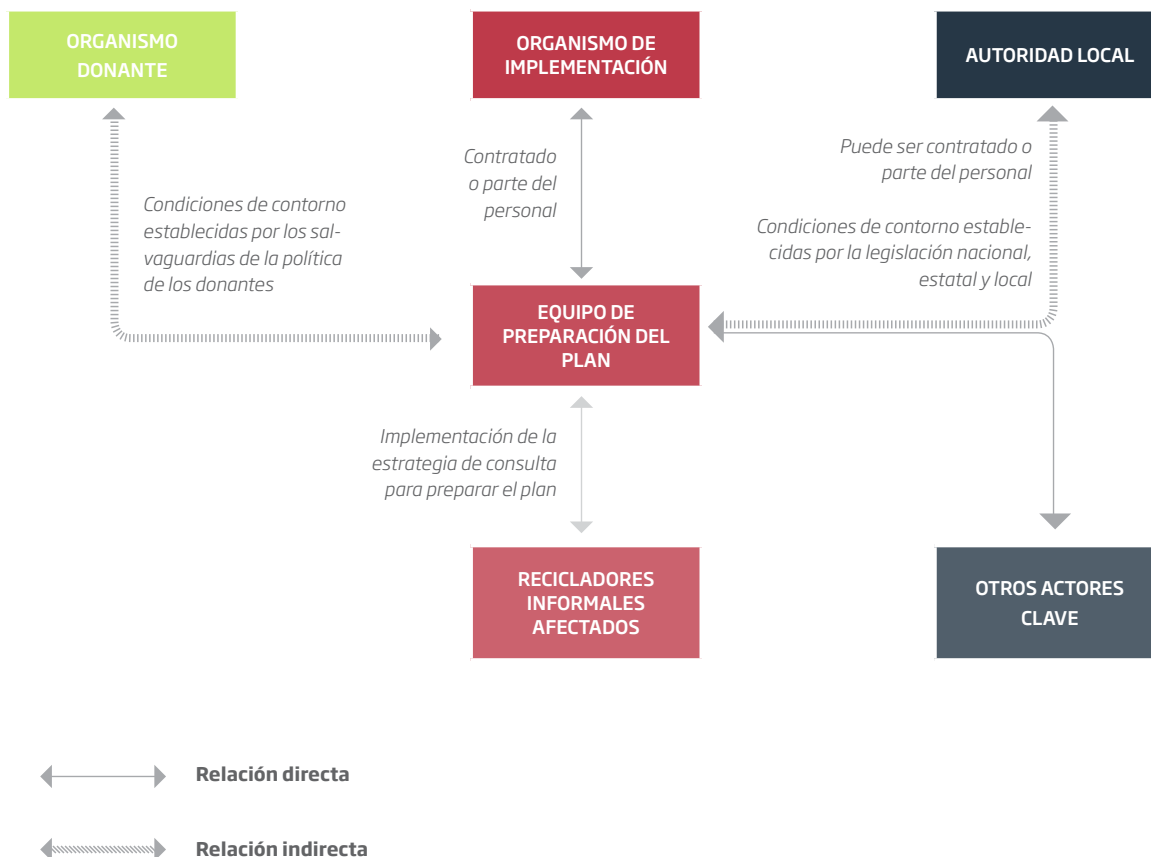 ORGANISMO
DONANTE
ORGANISMO DE
IMPLEMENTACIÓN
AUTORIDAD LOCAL
Condiciones de contorno
establecidas por los sal-
vaguardias de la política
de los donantes
Contratado
o parte del
personal
Puede ser contratado o
parte del personal
Condiciones de contorno estable-
cidas por la legislación nacional,
estatal y local
EQUIPO DE
PREPARACIÓN DEL
PLAN
Implementación de la
estrategia de consulta
para preparar el plan
RECICLADORES
INFORMALES
AFECTADOS
OTROS ACTORES
CLAVE
Relación directa
Relación indirecta